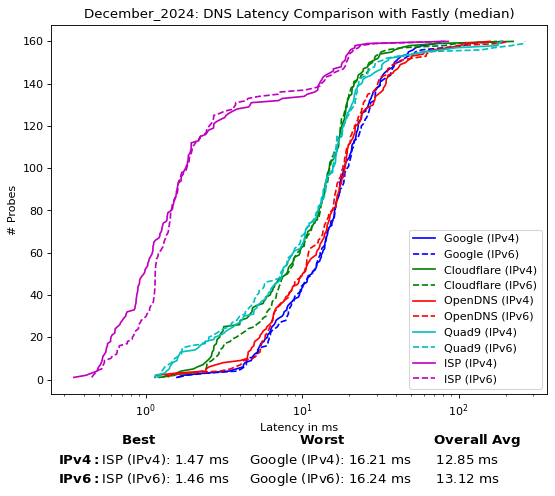 December_2024: DNS Latency Comparison with Fastly (median)
160
140
120
100
80
60
40
20
0
# Probes
Google (IPv4)
Google (IPv6)
Cloudflare (IPv4)
Cloudflare (IPv6)
OpenDNS (IPv4)
OpenDNS (IPv6)
Quad9 (IPv4)
Quad9 (IPv6)
ISP (IPv4)
ISP (IPv6)
10⁰ 10¹ 10²
Latency in ms
Best Worst Overall Avg
IPv4: ISP (IPv4): 1.47 ms Google (IPv4): 16.21 ms 12.85 ms
IPv6: ISP (IPv6): 1.46 ms Google (IPv6): 16.24 ms 13.12 ms